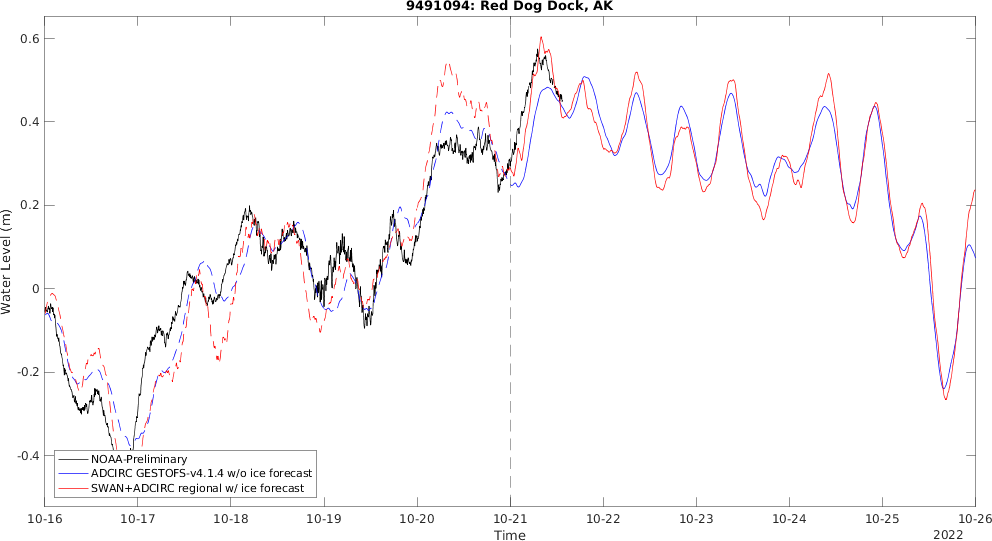 9491094: Red Dog Dock, AK
Water Level (m)
0.6
0.4
0.2
0
-0.2
-0.4
NOAA-Preliminary
ADCIRC GESTOFS-v4.1.4 w/o ice forecast
SWAN+ADCIRC regional w/ ice forecast
10-16 10-17 10-18 10-19 10-20 10-21 10-22 10-23 10-24 10-25 10-26
Time
2022